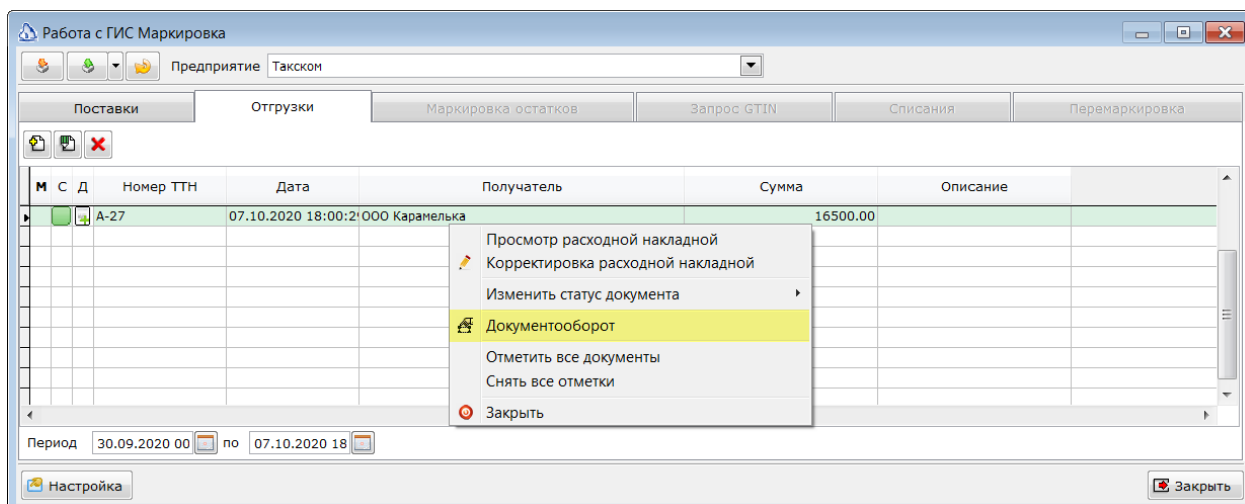 Работа с ГИС Маркировка
Предприятие Такском
Поставки Отгрузки Маркировка остатков Запрос GTIN Списания Перемаркировка
М С Д Номер ТТН Дата Получатель Сумма Описание
А-27 07.10.2020 18:00:2 ООО Карамелька 16500.00
Просмотр расходной накладной
Корректировка расходной накладной
Изменить статус документа
Документооборот
Отметить все документы
Снять все отметки
Закрыть
Период 30.09.2020 00 по 07.10.2020 18
Настройка Закрыть